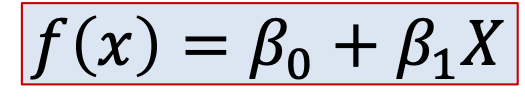 f(x) = β₀ + β₁X